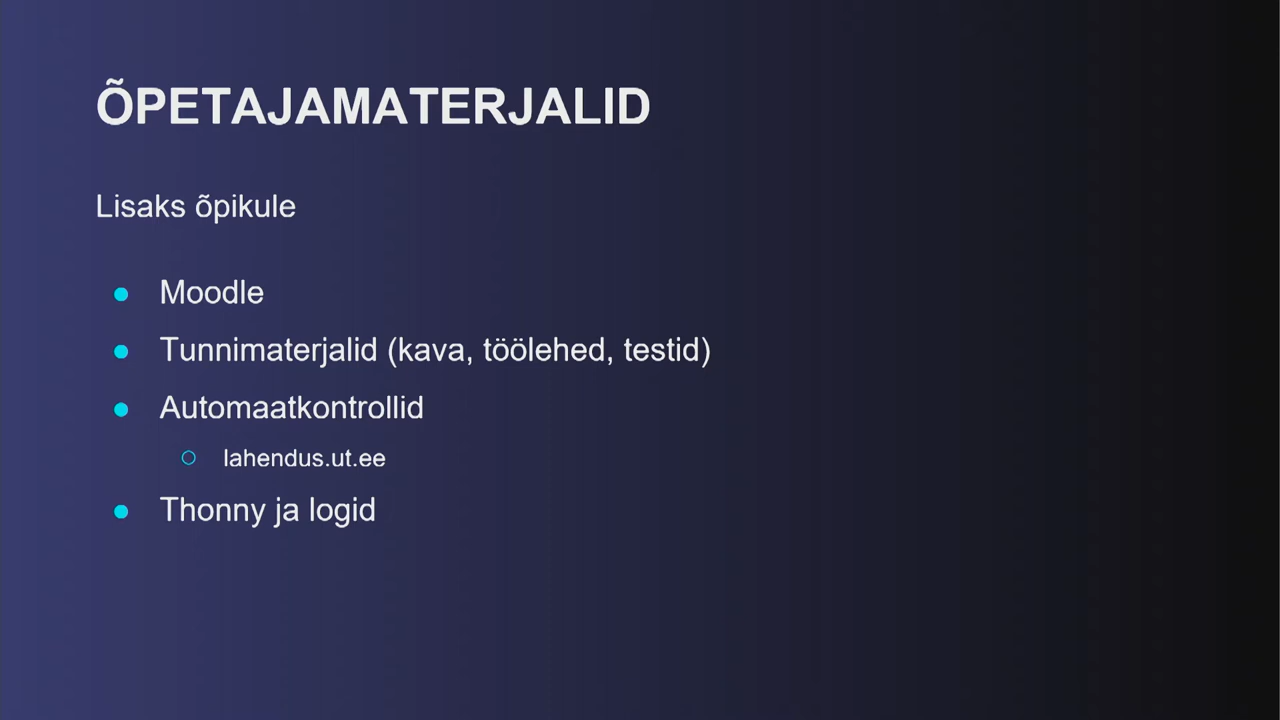 ÕPETAJAMATERJALID
Lisaks õpikule
● Moodle
● Tunnimaterjalid (kava, töölehed, testid)
● Automaatkontrollid
○ lahendus.ut.ee
● Thonny ja logid